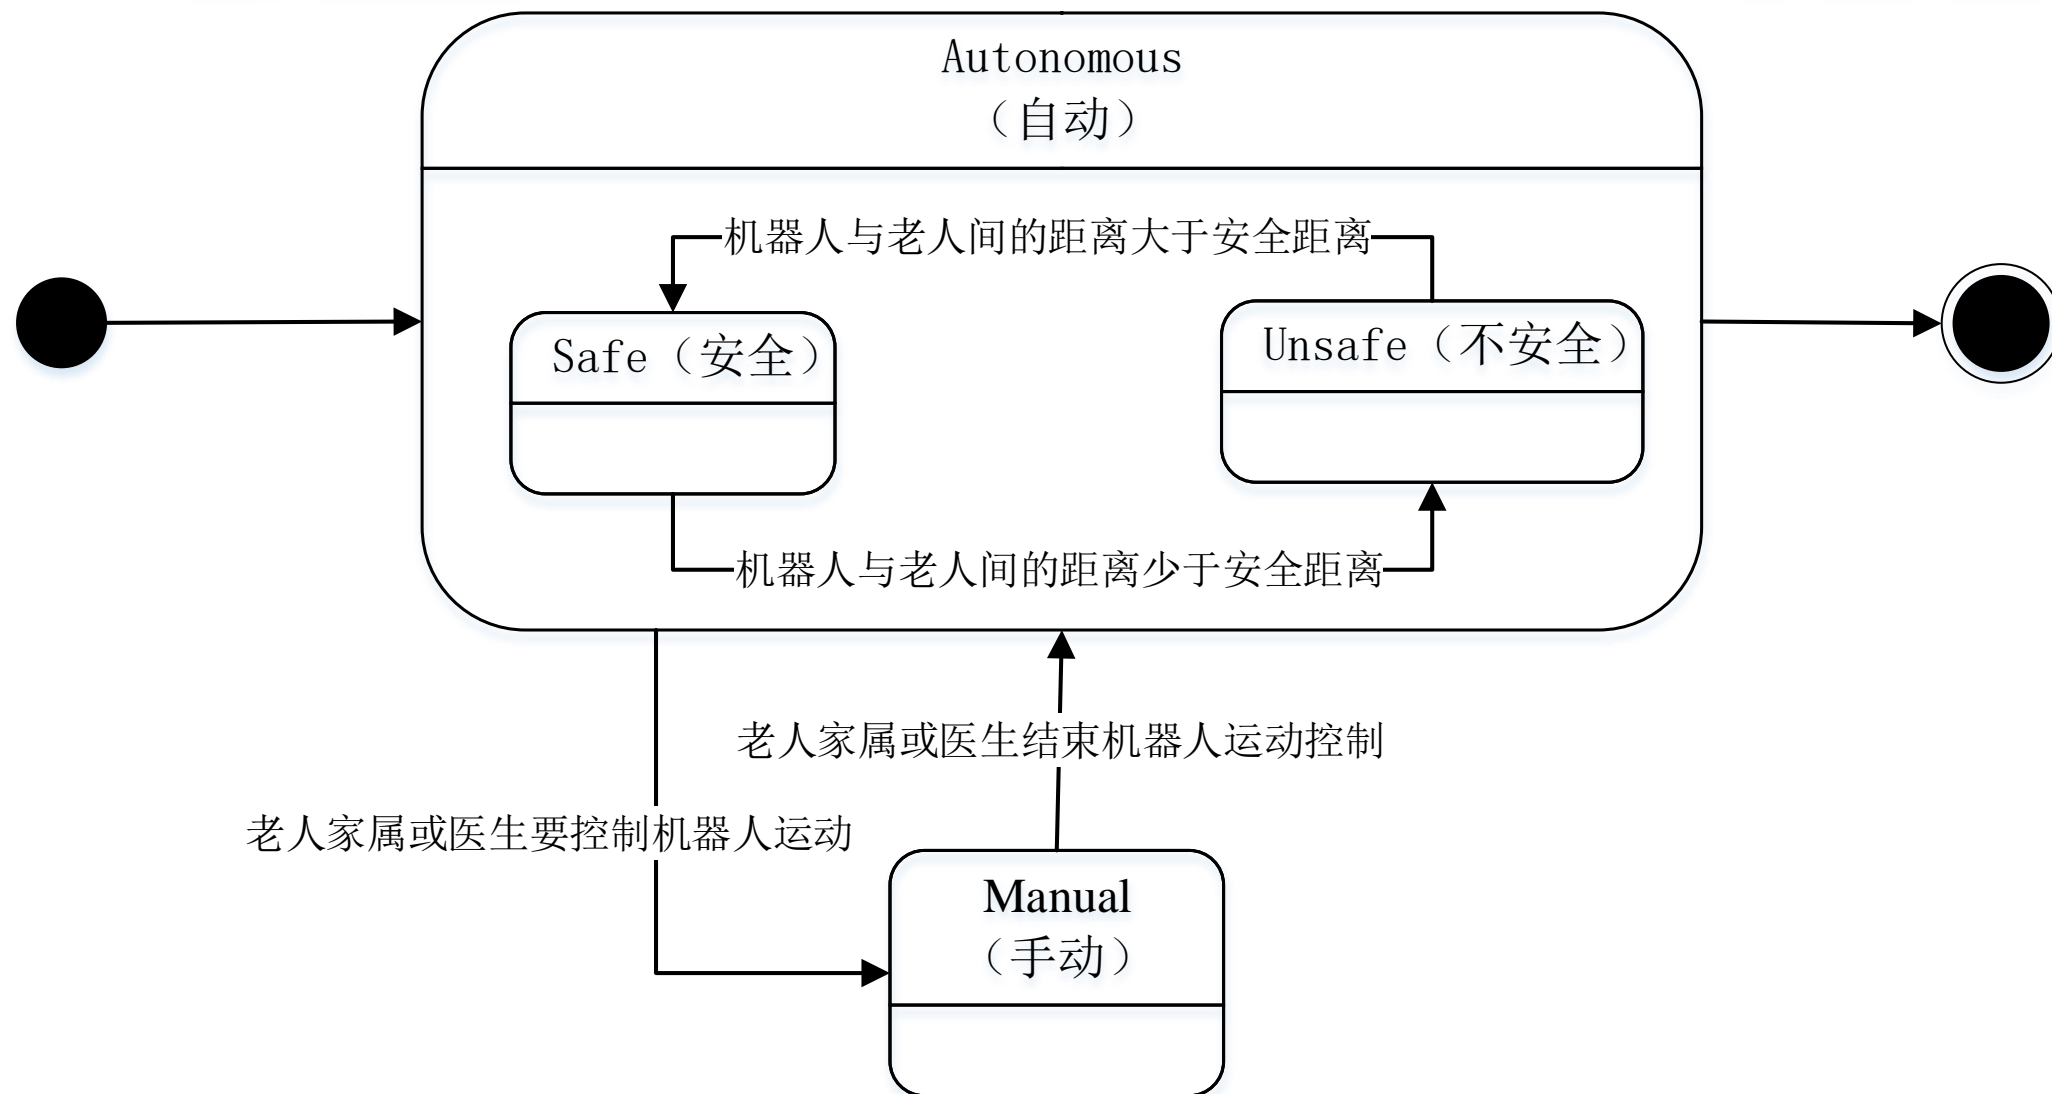 Autonomous
（自动）
机器人与老人间的距离大于安全距离
Safe（安全）
Unsafe（不安全）
机器人与老人间的距离少于安全距离
老人家属或医生结束机器人运动控制
老人家属或医生要控制机器人运动
Manual
（手动）